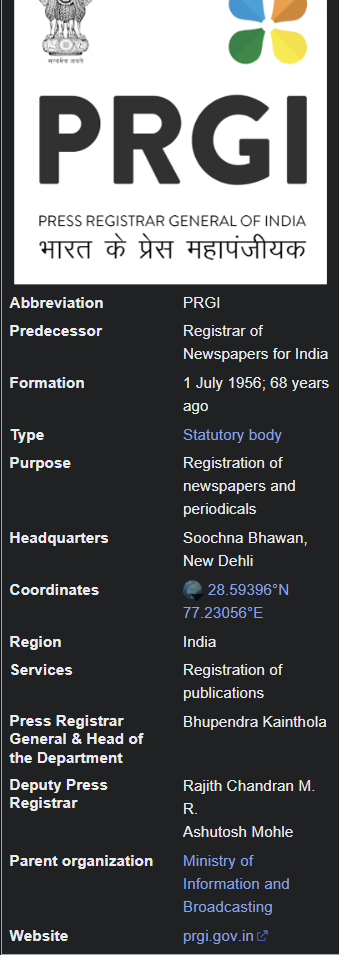 सत्यमेव जयते
PRGI
PRESS REGISTRAR GENERAL OF INDIA
भारत के प्रेस महापंजीयक
Abbreviation PRGI
Predecessor Registrar of
Newspapers for India
Formation 1 July 1956; 68 years
ago
Type Statutory body
Purpose Registration of
newspapers and
periodicals
Headquarters Soochna Bhawan,
New Dehli
Coordinates 28.59396°N
77.23056°E
Region India
Services Registration of
publications
Press Registrar Bhupendra Kainthola
General & Head of
the Department
Deputy Press Rajith Chandran M.
Registrar R.
Ashutosh Mohle
Parent organization Ministry of
Information and
Broadcasting
Website prgi.gov.in